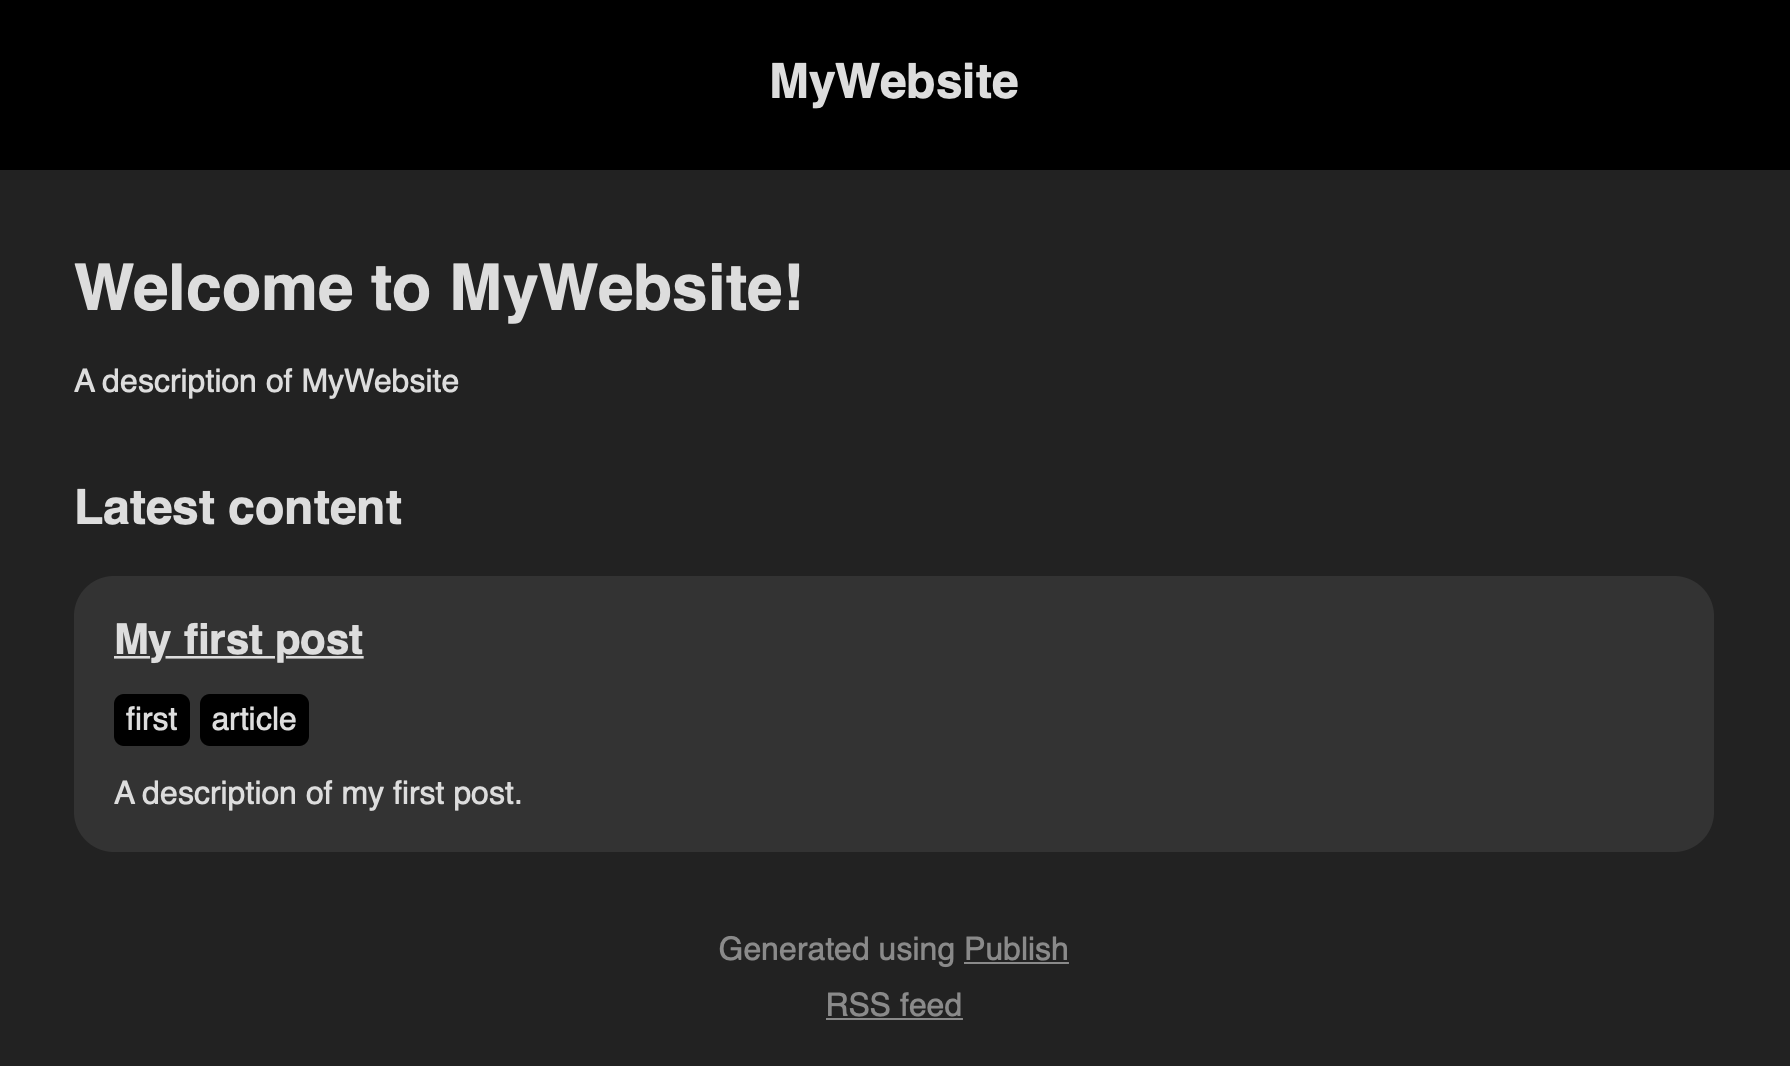 MyWebsite
Welcome to MyWebsite!
A description of MyWebsite
Latest content
My first post
first article
A description of my first post.
Generated using Publish
RSS feed